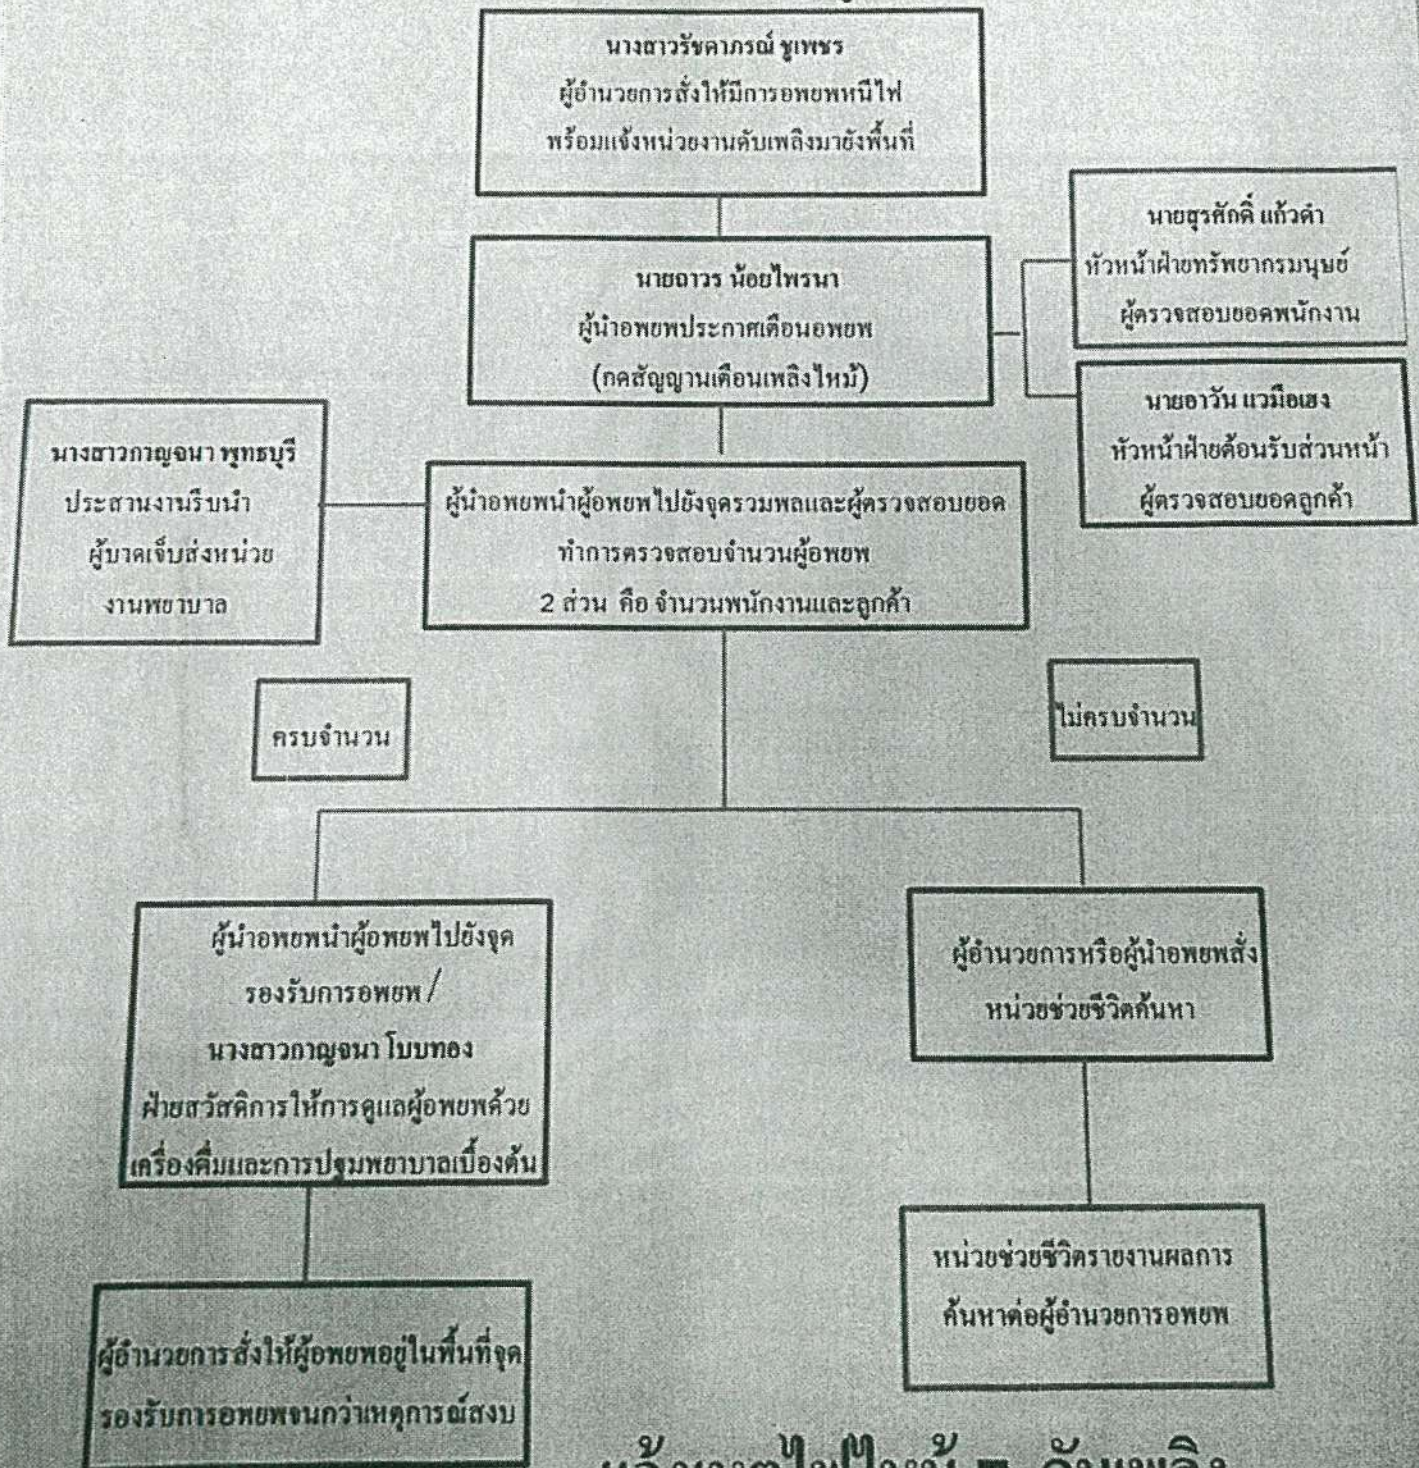 นางสาวรัชดาภรณ์ ชูเพชร
ผู้อำนวยการสั่งให้มีการอพยพหนีไฟ
พร้อมแจ้งหน่วยงานดับเพลิงมายังพื้นที่
นายถาวร น้อยไพรนา
ผู้นำอพยพประกาศเตือนอพยพ
(กดสัญญานเตือนเพลิงไหม้)
นายสุรศักดิ์ แก้วดำ
หัวหน้าฝ่ายทรัพยากรมนุษย์
ผู้ตรวจสอบยอดพนักงาน
นายอาวัน แวมือเฮง
หัวหน้าฝ่ายต้อนรับส่วนหน้า
ผู้ตรวจสอบยอดลูกค้า
นางสาวกาญจนา พุทธบุรี
ประสานงานรีบนำ
ผู้บาดเจ็บส่งหน่วย
งานพยาบาล
ผู้นำอพยพนำผู้อพยพไปยังจุดรวมพลและผู้ตรวจสอบยอด
ทำการตรวจสอบจำนวนผู้อพยพ
2 ส่วน คือ จำนวนพนักงานและลูกค้า
ครบจำนวน
ไม่ครบจำนวน
ผู้นำอพยพนำผู้อพยพไปยังจุด
รองรับการอพยพ /
นางสาวกาญจนา โบบทอง
ฝ่ายสวัสดิการให้การดูแลผู้อพยพด้วย
เครื่องดื่มและการปฐมพยาบาลเบื้องต้น
ผู้อำนวยการหรือผู้นำอพยพสั่ง
หน่วยช่วยชีวิตค้นหา
หน่วยช่วยชีวิตรายงานผลการ
ค้นหาต่อผู้อำนวยการอพยพ
ผู้อำนวยการสั่งให้ผู้อพยพอยู่ในพื้นที่จุด
รองรับการอพยพจนกว่าเหตุการณ์สงบ